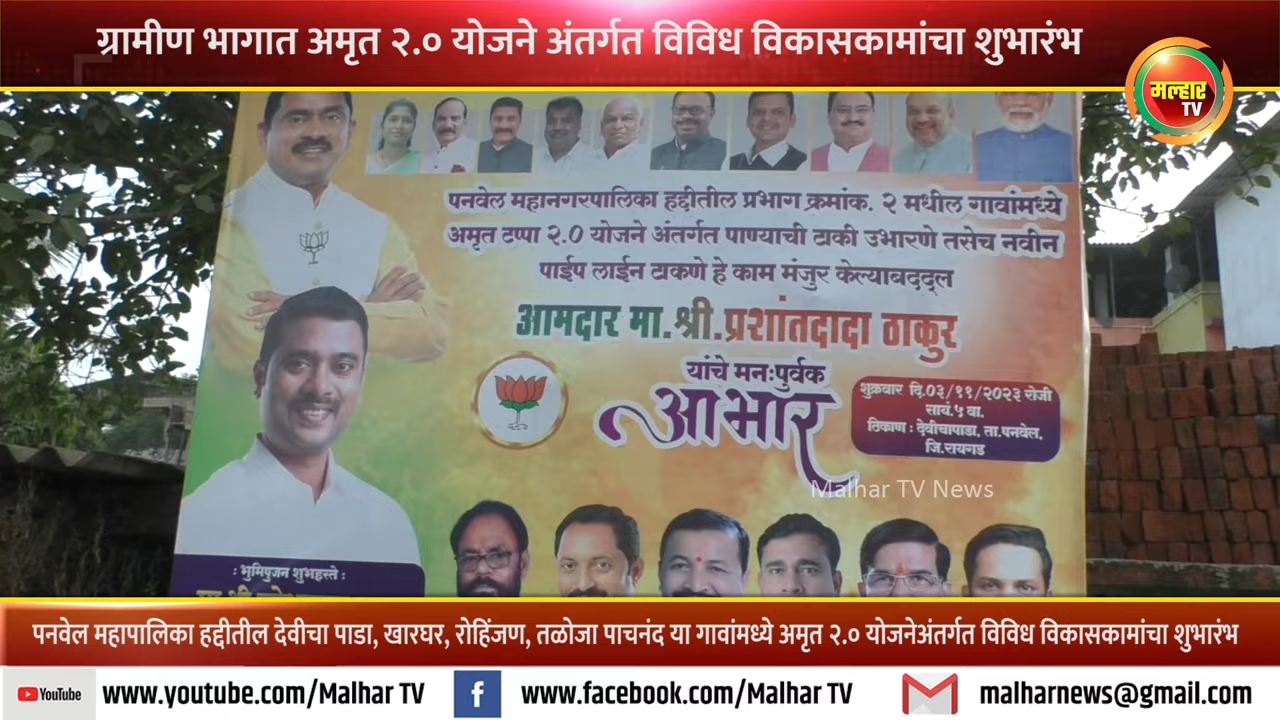 ग्रामीण भागात अमृत २.० योजने अंतर्गत विविध विकासकामांचा शुभारंभ
मल्हार
TV
पनवेल महानगरपालिका हद्दीतील प्रभाग क्रमांक. २ मधील गावांमध्ये
अमृत टप्पा २.0 योजने अंतर्गत पाण्याची टाकी उभारणे तसेच नवीन
पाईप लाईन टाकणे हे काम मंजुर केल्याबद्द्ल
आमदार मा.श्री.प्रशांतदादा ठाकुर
यांचे मनःपुर्वक
आभार
शुक्रवार दि.०३/११/२०२३ रोजी
सायं.५ वा.
ठिकाण : देवीचापाडा, ता.पनवेल,
जि.रायगड
Malhar TV News
: भुमिपुजन शुभहस्ते :
पनवेल महापालिका हद्दीतील देवीचा पाडा, खारघर, रोहिंजण, तळोजा पाचनंद या गावांमध्ये अमृत २.० योजनेअंतर्गत विविध विकासकामांचा शुभारंभ
YouTube www.youtube.com/Malhar TV f www.facebook.com/Malhar TV malharnews@gmail.com